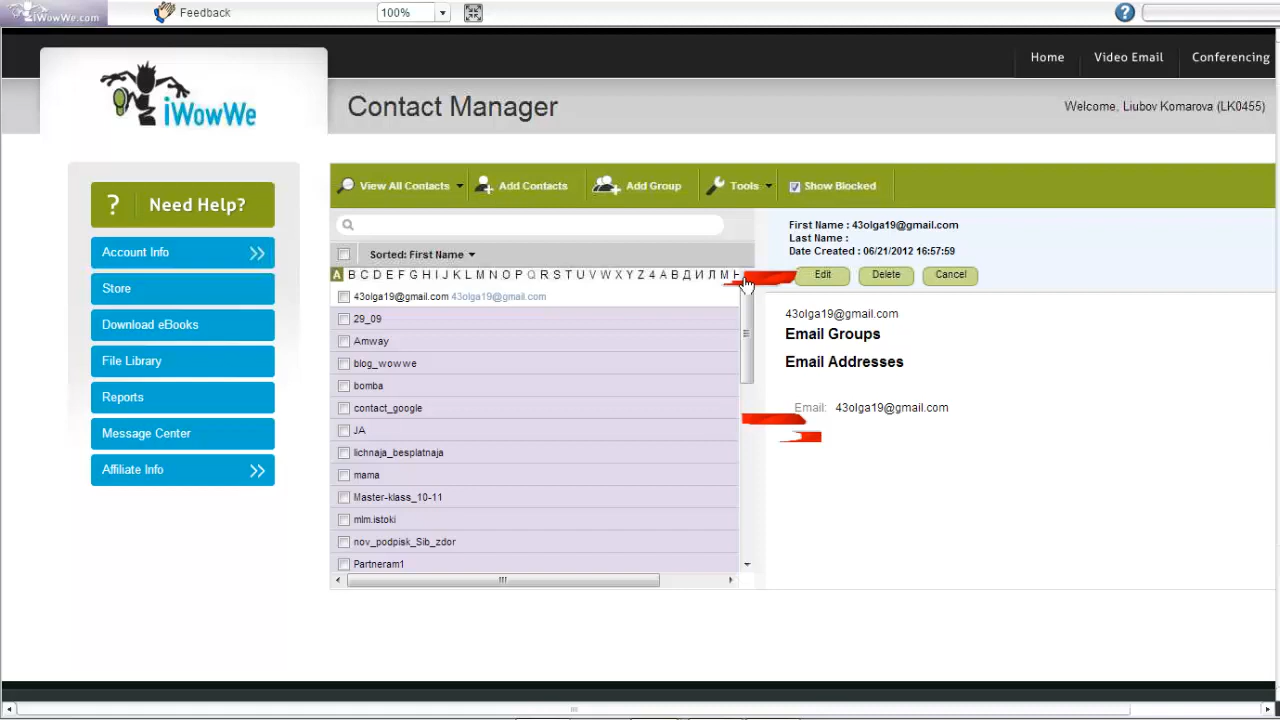 iWowWe.com Feedback 100% ?
Home Video Email Conferencing
iWowWe
Contact Manager
Welcome, Liubov Komarova (LK0455)
? Need Help?
Account Info
Store
Download eBooks
File Library
Reports
Message Center
Affiliate Info
View All Contacts Add Contacts Add Group Tools Show Blocked
Sorted: First Name
A B C D E F G H I J K L M N O P Q R S T U V W X Y Z 4 А В Д И Л М Н
43olga19@gmail.com 43olga19@gmail.com
29_09
Amway
blog_wowwe
bomba
contact_google
JA
lichnaja_besplatnaja
mama
Master-klass_10-11
mlm.istoki
nov_podpisk_Sib_zdor
Partneram1
First Name : 43olga19@gmail.com
Last Name :
Date Created : 06/21/2012 16:57:59
Edit Delete Cancel
43olga19@gmail.com
Email Groups
Email Addresses
Email: 43olga19@gmail.com